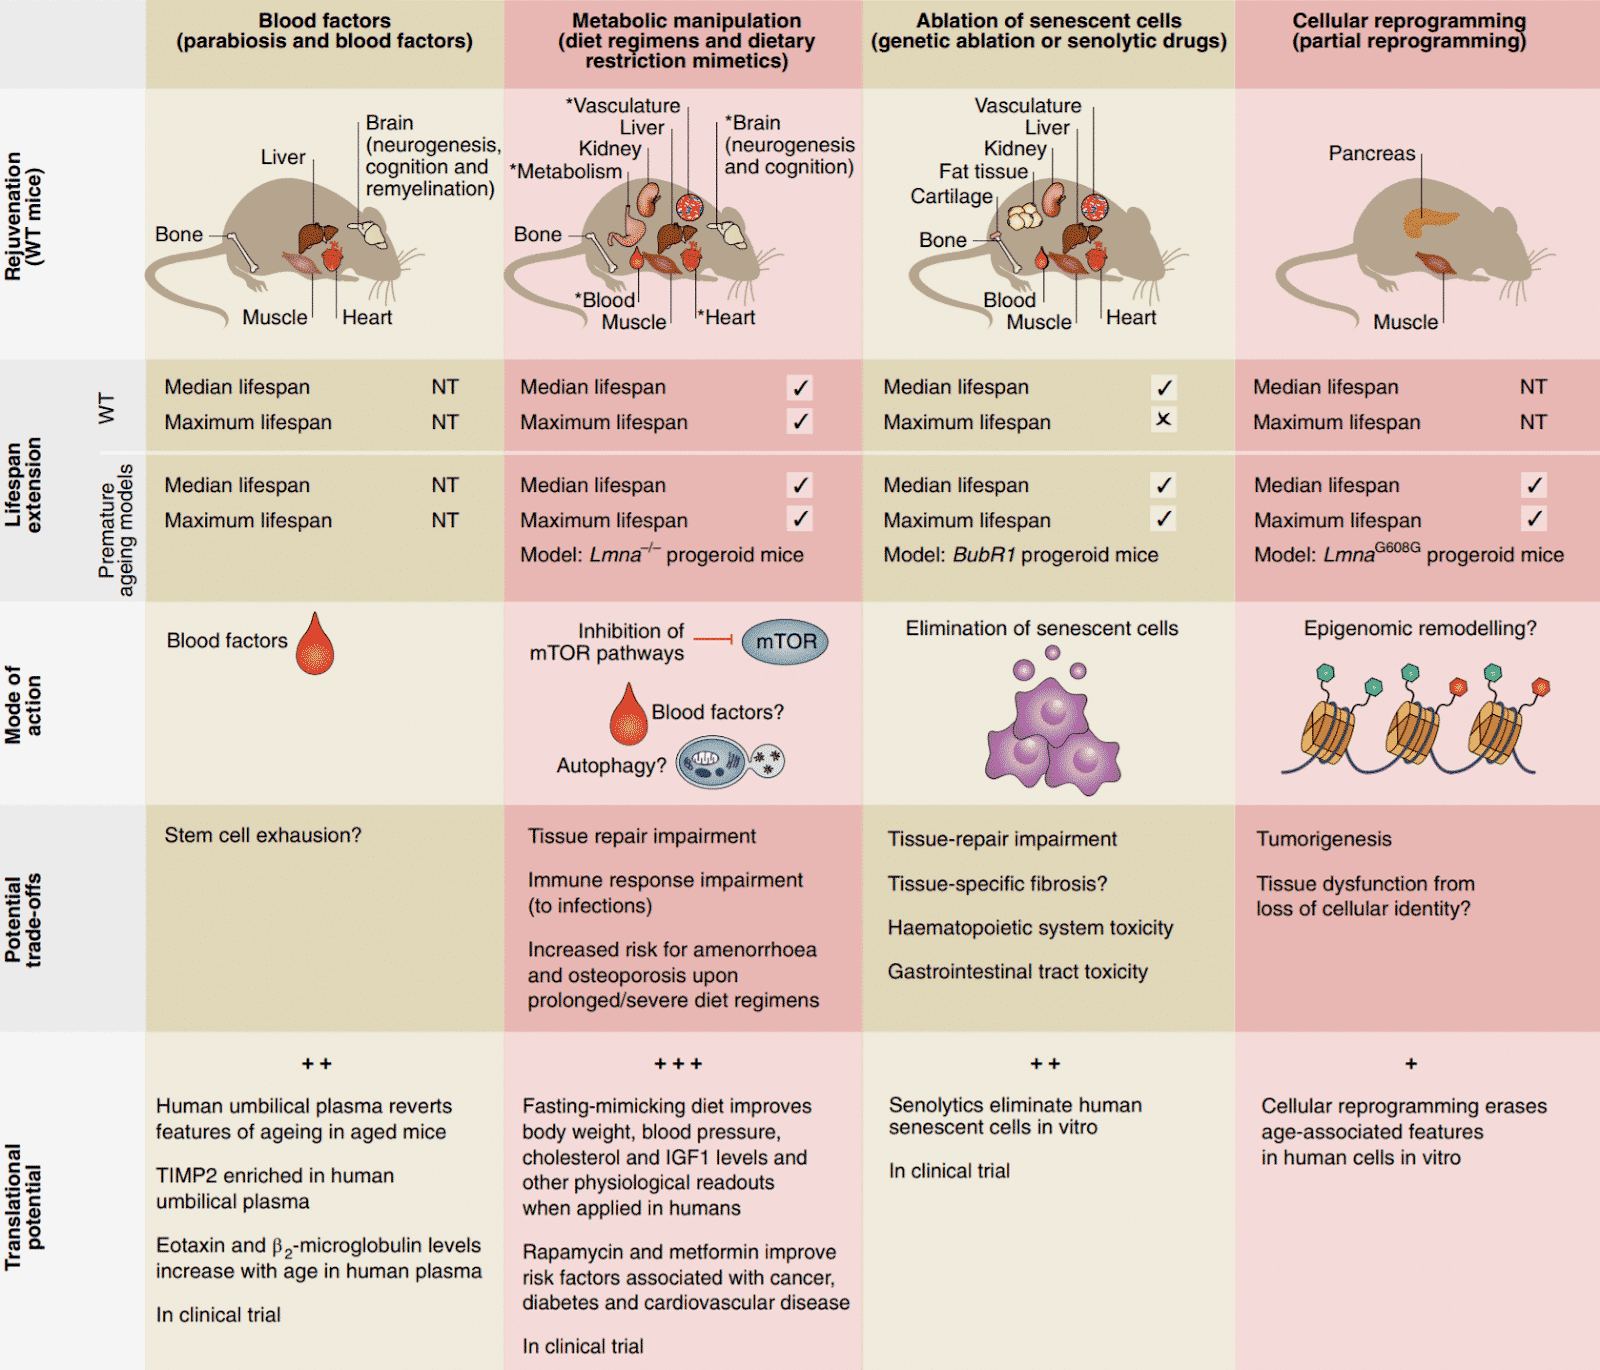 Blood factors
(parabiosis and blood factors)
Metabolic manipulation
(diet regimens and dietary
restriction mimetics)
Ablation of senescent cells
(genetic ablation or senolytic drugs)
Cellular reprogramming
(partial reprogramming)
Rejuvenation
(WT mice)
Brain
(neurogenesis,
cognition and
remyelination)
Liver
Bone
Muscle
Heart
*Vasculature
Liver
Kidney
*Metabolism
*Brain
(neurogenesis
and cognition)
Bone
*Blood
Muscle
*Heart
Vasculature
Liver
Kidney
Fat tissue
Cartilage
Bone
Blood
Muscle
Heart
Pancreas
Muscle
Lifespan
extension
WT
Median lifespan NT
Maximum lifespan NT
Median lifespan ✓
Maximum lifespan ✓
Median lifespan ✓
Maximum lifespan ✗
Median lifespan NT
Maximum lifespan NT
Premature
ageing models
Median lifespan NT
Maximum lifespan NT
Median lifespan ✓
Maximum lifespan ✓
Model: Lmna–/– progeroid mice
Median lifespan ✓
Maximum lifespan ✓
Model: BubR1 progeroid mice
Median lifespan ✓
Maximum lifespan ✓
Model: LmnaG608G progeroid mice
Mode of
action
Blood factors
Inhibition of
mTOR pathways
mTOR
Blood factors?
Autophagy?
Elimination of senescent cells
Epigenomic remodelling?
Potential
trade-offs
Stem cell exhausion?
Tissue repair impairment
Immune response impairment
(to infections)
Increased risk for amenorrhoea
and osteoporosis upon
prolonged/severe diet regimens
Tissue-repair impairment
Tissue-specific fibrosis?
Haematopoietic system toxicity
Gastrointestinal tract toxicity
Tumorigenesis
Tissue dysfunction from
loss of cellular identity?
Translational
potential
++
Human umbilical plasma reverts
features of ageing in aged mice
TIMP2 enriched in human
umbilical plasma
Eotaxin and β2-microglobulin levels
increase with age in human plasma
In clinical trial
+++
Fasting-mimicking diet improves
body weight, blood pressure,
cholesterol and IGF1 levels and
other physiological readouts
when applied in humans
Rapamycin and metformin improve
risk factors associated with cancer,
diabetes and cardiovascular disease
In clinical trial
++
Senolytics eliminate human
senescent cells in vitro
In clinical trial
+
Cellular reprogramming erases
age-associated features
in human cells in vitro